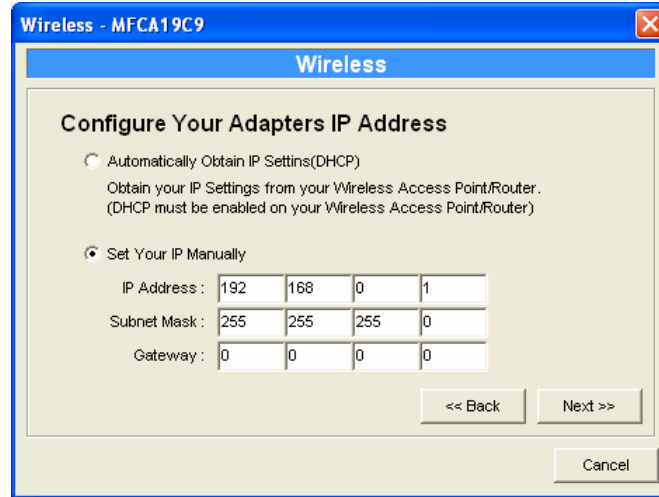 Wireless - MFCA19C9
Wireless
Configure Your Adapters IP Address
Automatically Obtain IP Settins(DHCP)
Obtain your IP Settings from your Wireless Access Point/Router.
(DHCP must be enabled on your Wireless Access Point/Router)
Set Your IP Manually
IP Address : 192 168 0 1
Subnet Mask : 255 255 255 0
Gateway : 0 0 0 0
<< Back Next >>
Cancel